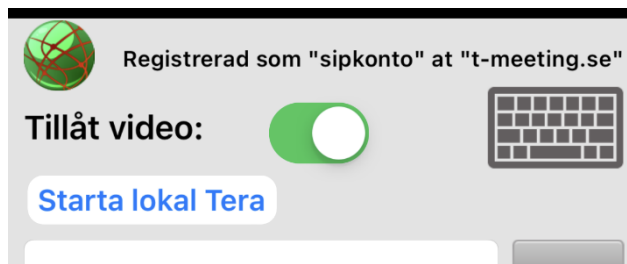 Registrerad som "sipkonto" at "t-meeting.se"
Tillåt video:
Starta lokal Tera